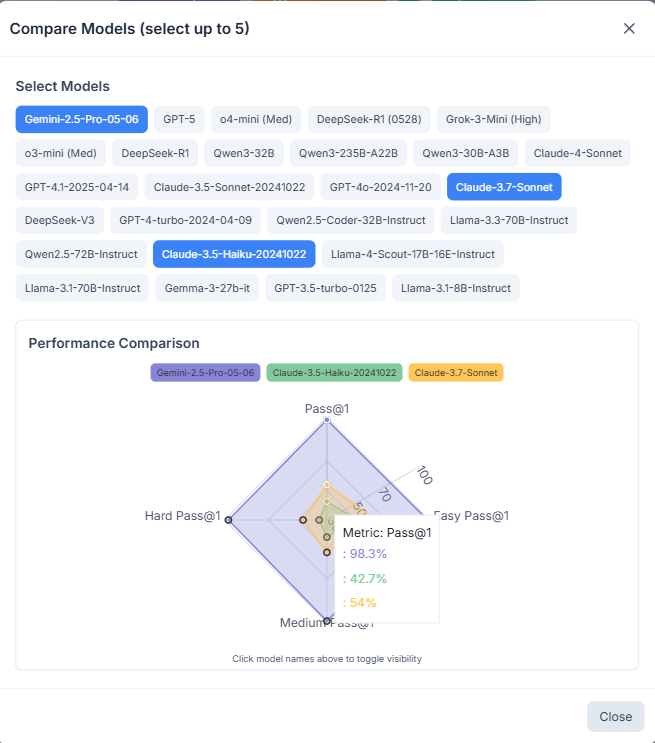 Compare Models (select up to 5)
Select Models
Gemini-2.5-Pro-05-06 GPT-5 o4-mini (Med) DeepSeek-R1 (0528) Grok-3-Mini (High)
o3-mini (Med) DeepSeek-R1 Qwen3-32B Qwen3-235B-A22B Qwen3-30B-A3B Claude-4-Sonnet
GPT-4.1-2025-04-14 Claude-3.5-Sonnet-20241022 GPT-4o-2024-11-20 Claude-3.7-Sonnet
DeepSeek-V3 GPT-4-turbo-2024-04-09 Qwen2.5-Coder-32B-Instruct Llama-3.3-70B-Instruct
Qwen2.5-72B-Instruct Claude-3.5-Haiku-20241022 Llama-4-Scout-17B-16E-Instruct
Llama-3.1-70B-Instruct Gemma-3-27b-it GPT-3.5-turbo-0125 Llama-3.1-8B-Instruct
Performance Comparison
Gemini-2.5-Pro-05-06 Claude-3.5-Haiku-20241022 Claude-3.7-Sonnet
Pass@1
100
70
Hard Pass@1
Easy Pass@1
Metric: Pass@1
: 98.3%
: 42.7%
: 54%
Medium Pass@1
Click model names above to toggle visibility
Close